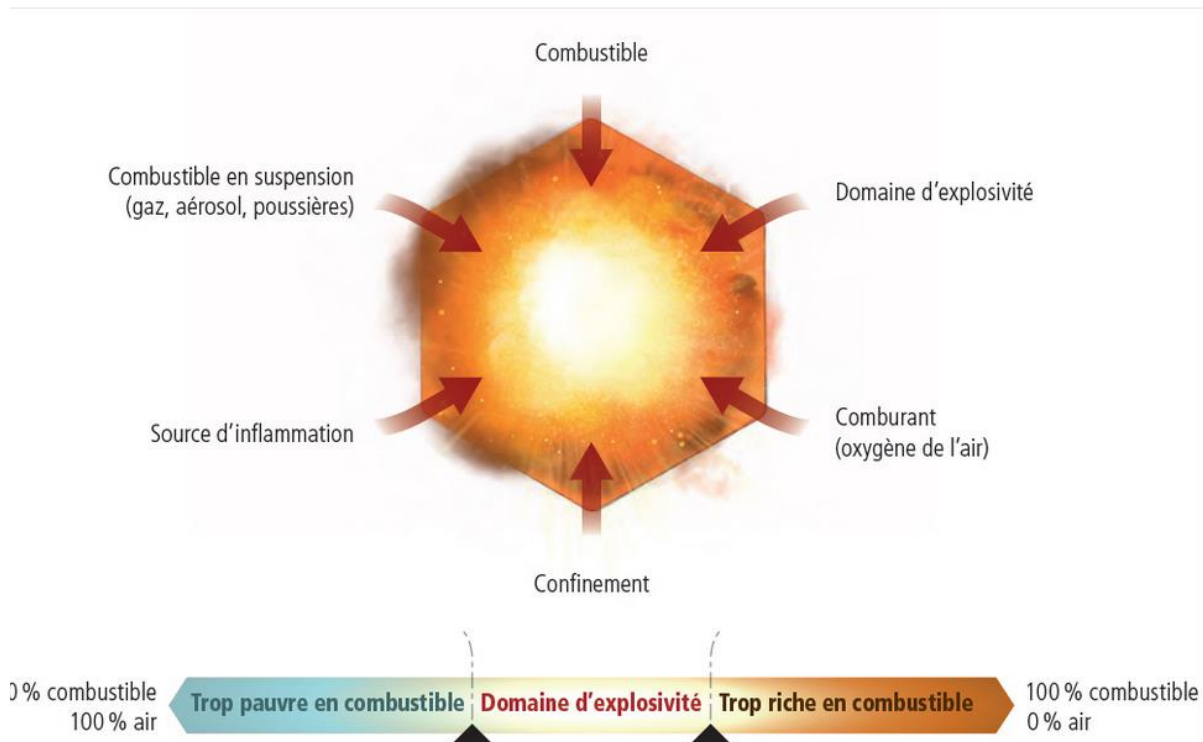 Combustible
Combustible en suspension
(gaz, aérosol, poussières)
Domaine d’explosivité
Source d’inflammation
Comburant
(oxygène de l’air)
Confinement
0 % combustible
100 % air
Trop pauvre en combustible
Domaine d’explosivité
Trop riche en combustible
100 % combustible
0 % air